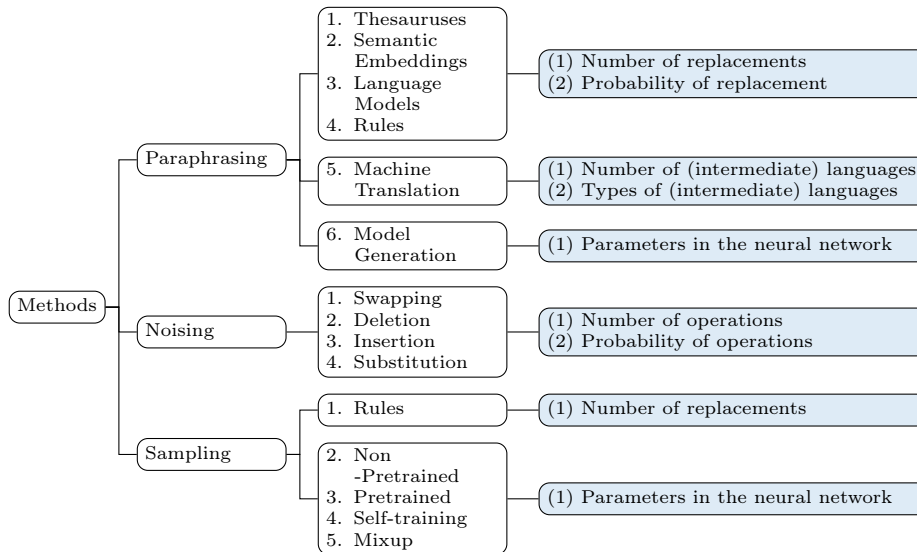 Methods
Paraphrasing
1. Thesauruses
2. Semantic
Embeddings
3. Language
Models
4. Rules
(1) Number of replacements
(2) Probability of replacement
5. Machine
Translation
(1) Number of (intermediate) languages
(2) Types of (intermediate) languages
6. Model
Generation
(1) Parameters in the neural network
Noising
1. Swapping
2. Deletion
3. Insertion
4. Substitution
(1) Number of operations
(2) Probability of operations
Sampling
1. Rules
(1) Number of replacements
2. Non
-Pretrained
3. Pretrained
4. Self-training
5. Mixup
(1) Parameters in the neural network